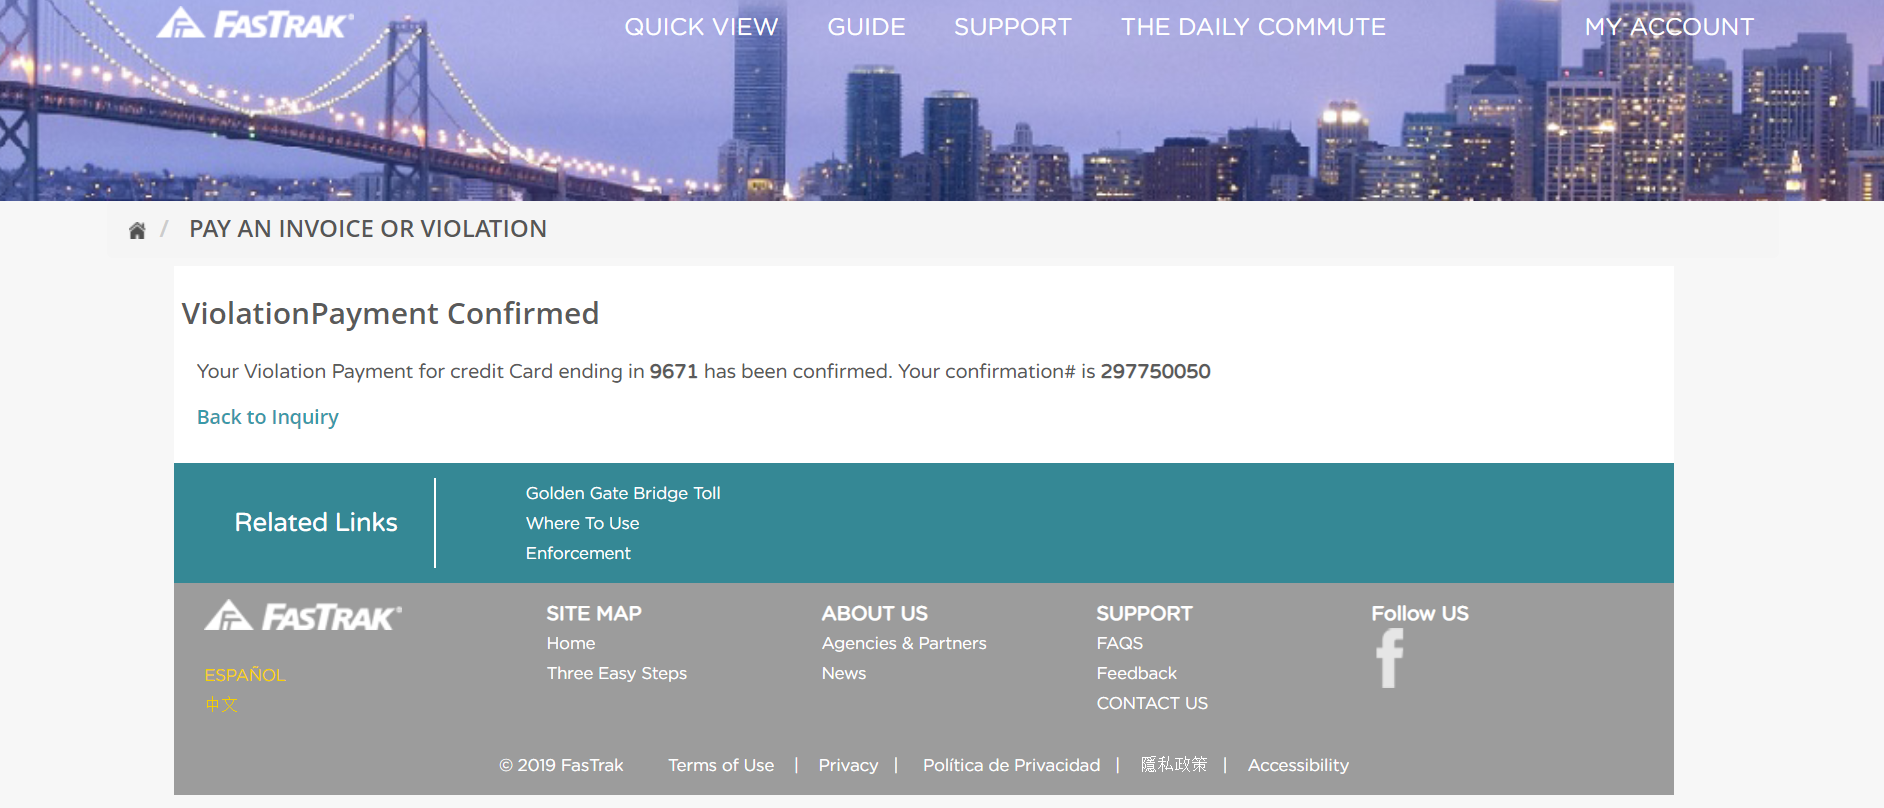 FASTRAK®
QUICK VIEW GUIDE SUPPORT THE DAILY COMMUTE MY ACCOUNT
/ PAY AN INVOICE OR VIOLATION
ViolationPayment Confirmed
Your Violation Payment for credit Card ending in 9671 has been confirmed. Your confirmation# is 297750050
Back to Inquiry
Related Links
Golden Gate Bridge Toll
Where To Use
Enforcement
FASTRAK®
ESPAÑOL
中文
SITE MAP
Home
Three Easy Steps
ABOUT US
Agencies & Partners
News
SUPPORT
FAQS
Feedback
CONTACT US
Follow US
f
© 2019 FasTrak Terms of Use | Privacy | Política de Privacidad | 隱私政策 | Accessibility